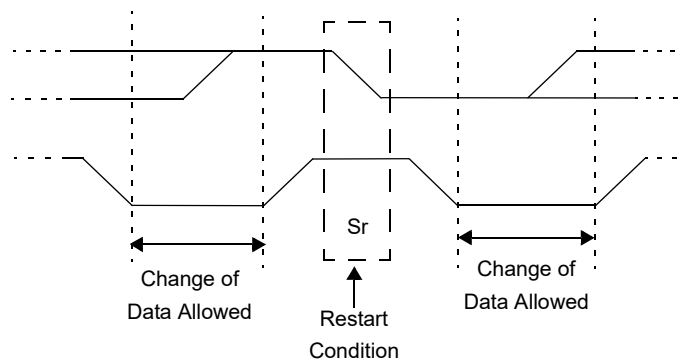 Sr
Change of
Data Allowed
Restart
Condition
Change of
Data Allowed